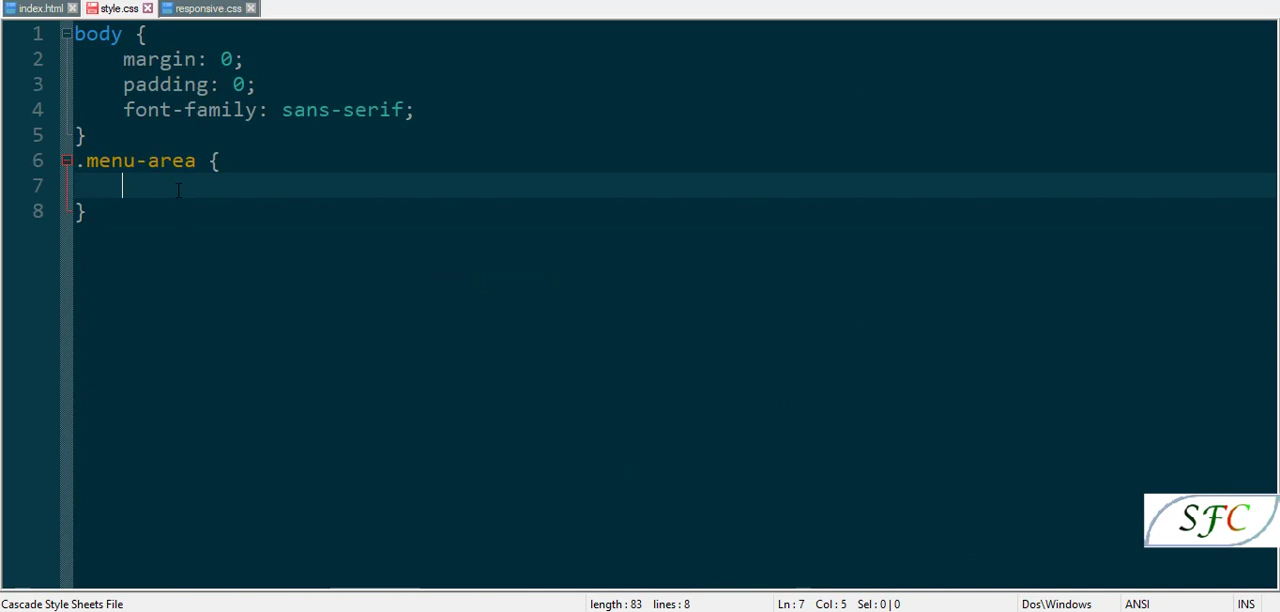 index.html style.css responsive.css
1 body {
2 margin: 0;
3 padding: 0;
4 font-family: sans-serif;
5 }
6 .menu-area {
7
8 }
SFC
Cascade Style Sheets File length : 83 lines : 8 Ln : 7 Col : 5 Sel : 0 | 0 Dos\Windows ANSI INS